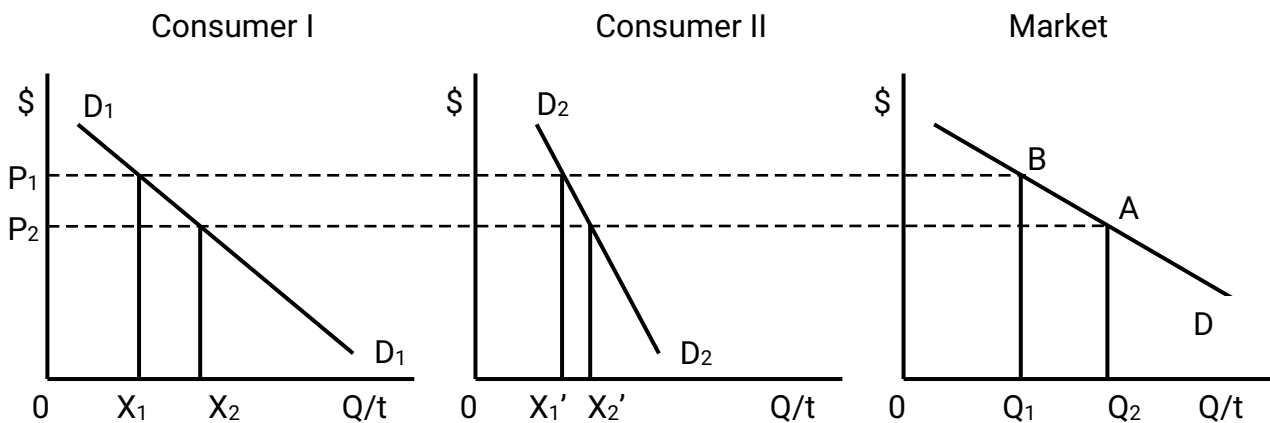 Consumer I
Consumer II
Market
$ D₁
$ D₂
$
P₁
B
P₂
A
D₁
D₂
D
0 X₁ X₂ Q/t
0 X₁’ X₂’ Q/t
0 Q₁ Q₂ Q/t